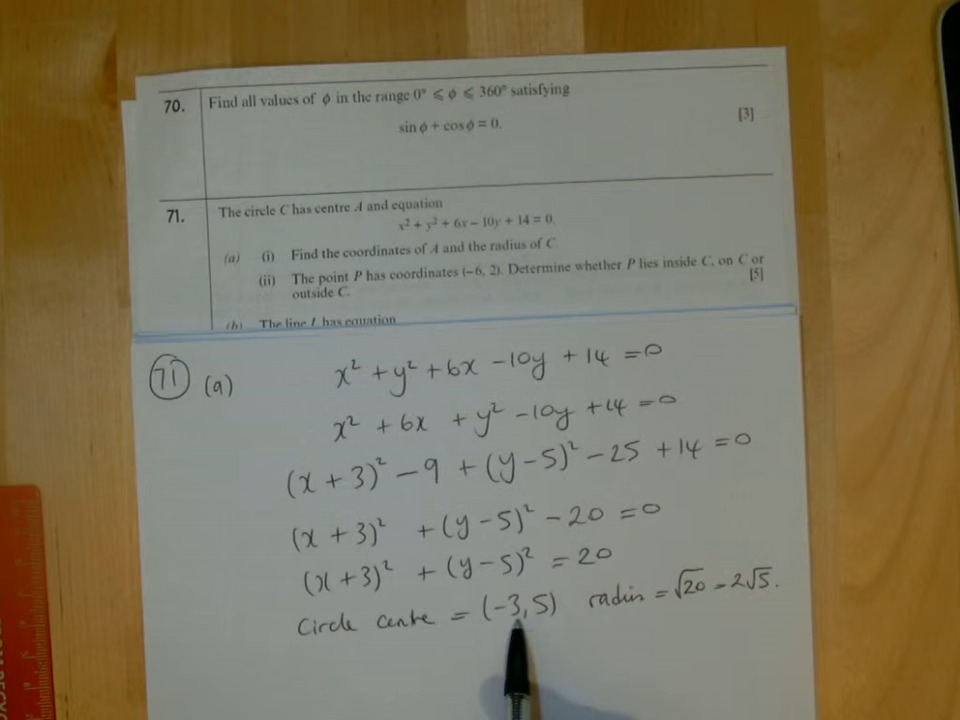 70. Find all values of ϕ in the range 0° ⩽ ϕ ⩽ 360° satisfying
sin ϕ + cos ϕ = 0. [3]
71. The circle C has centre A and equation
x² + y² + 6x − 10y + 14 = 0.
(a) (i) Find the coordinates of A and the radius of C.
(ii) The point P has coordinates (−6, 2). Determine whether P lies inside C, on C or
outside C. [5]
(b) The line L has equation
71 (a) x² + y² + 6x − 10y + 14 = 0
x² + 6x + y² − 10y + 14 = 0
(x + 3)² − 9 + (y − 5)² − 25 + 14 = 0
(x + 3)² + (y − 5)² − 20 = 0
(x + 3)² + (y − 5)² = 20
Circle centre = (−3, 5) radius = √20 = 2√5.